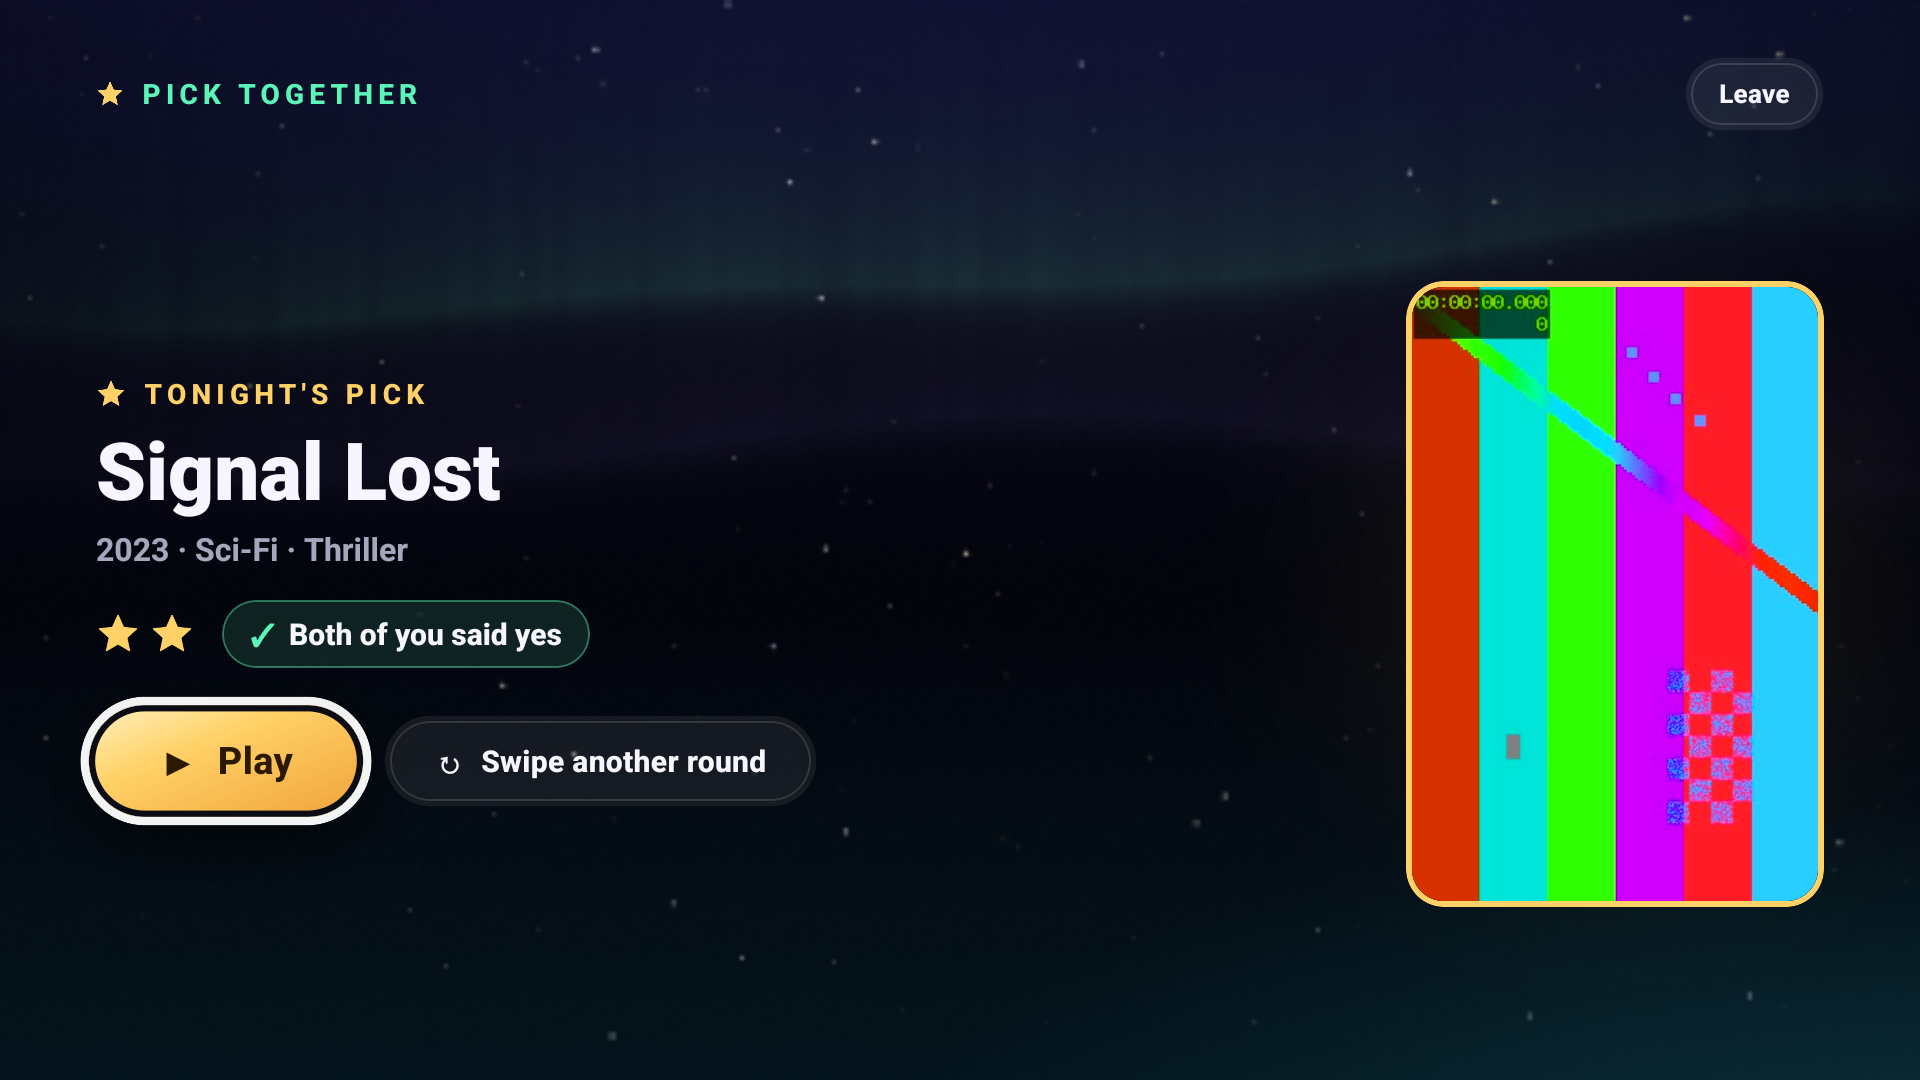 PICK TOGETHER
Leave
TONIGHT'S PICK
Signal Lost
2023 · Sci-Fi · Thriller
✓ Both of you said yes
▶ Play
↻ Swipe another round
00:00:00.000
0